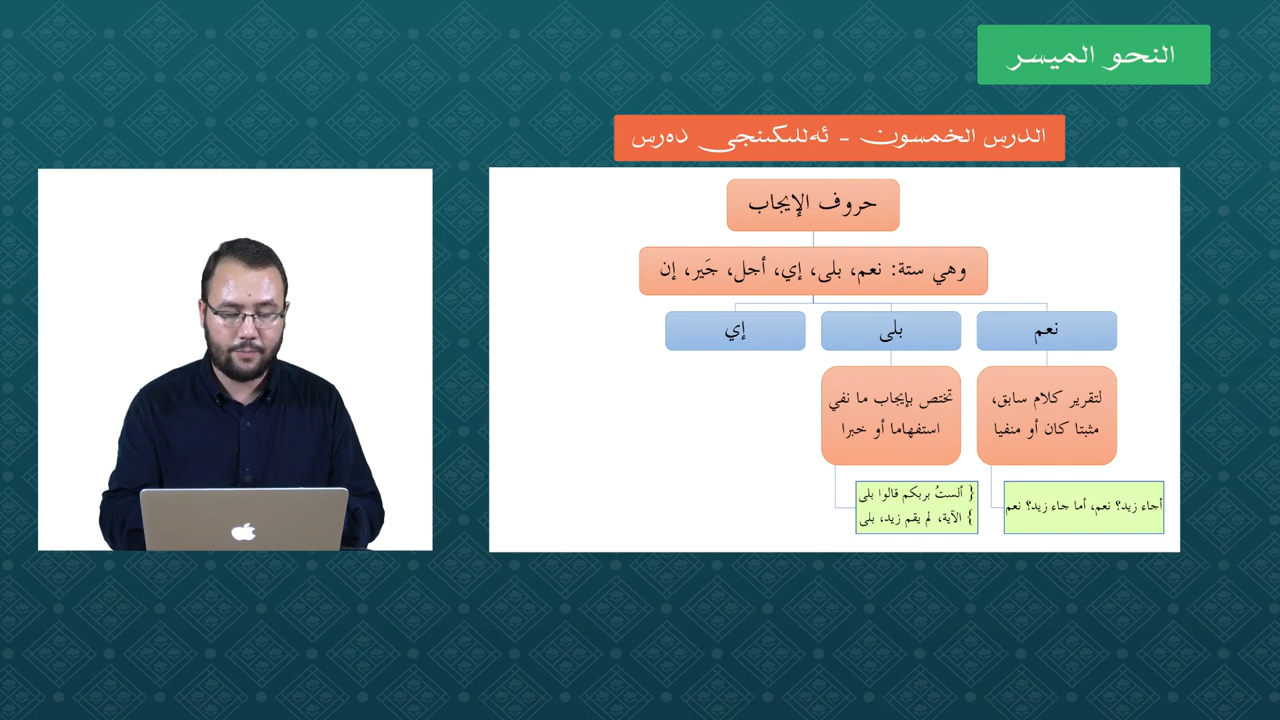 النحو الميسر
الدرس الخمسون - ئەللىكىنجى دەرس
حروف الإيجاب
وهي ستة: نعم، بلى، إي، أجل، جَير، إن
نعم
بلى
إي
لتقرير كلام سابق،
مثبتا كان أو منفيا
تختص بإيجاب ما نفي
استفهاما أو خبرا
أجاء زيد؟ نعم، أما جاء زيد؟ نعم
{ ألستُ بربكم قالوا بلى
} الآية، لم يقم زيد، بلى